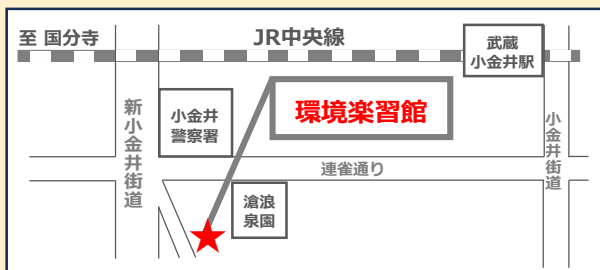 至 国分寺
JR中央線
武蔵
小金井駅
新小金井街道
小金井
警察署
環境楽習館
小金井街道
連雀通り
滄浪
泉園